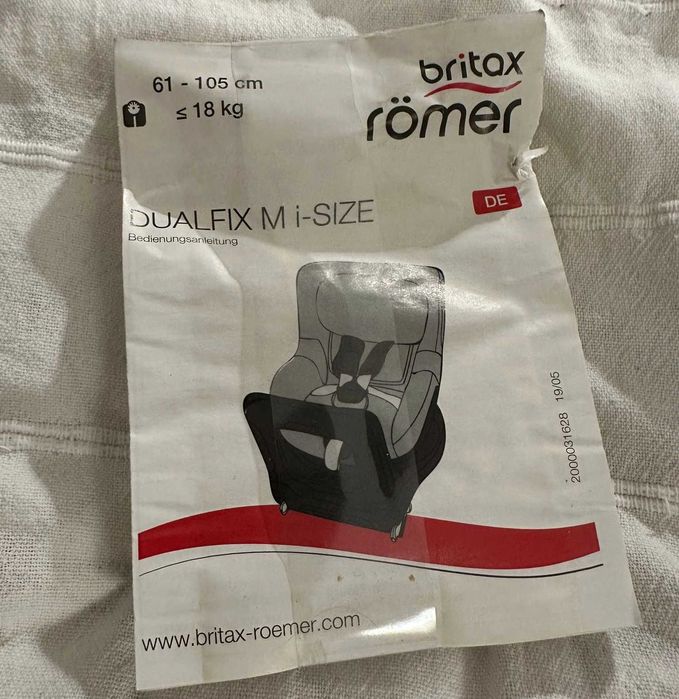 61 - 105 cm
≤ 18 kg
britax
römer
DE
DUALFIX M i-SIZE
Bedienungsanleitung
2000031628 19/05
www.britax-roemer.com